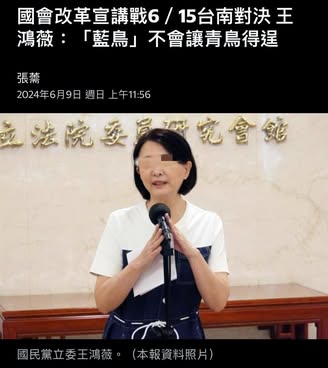 國會改革宣講戰6／15台南對決 王
鴻薇：「藍鳥」不會讓青鳥得逞
張薷
2024年6月9日 週日 上午11:56
立法院委員研究會館
國民黨立委王鴻薇。（本報資料照片）